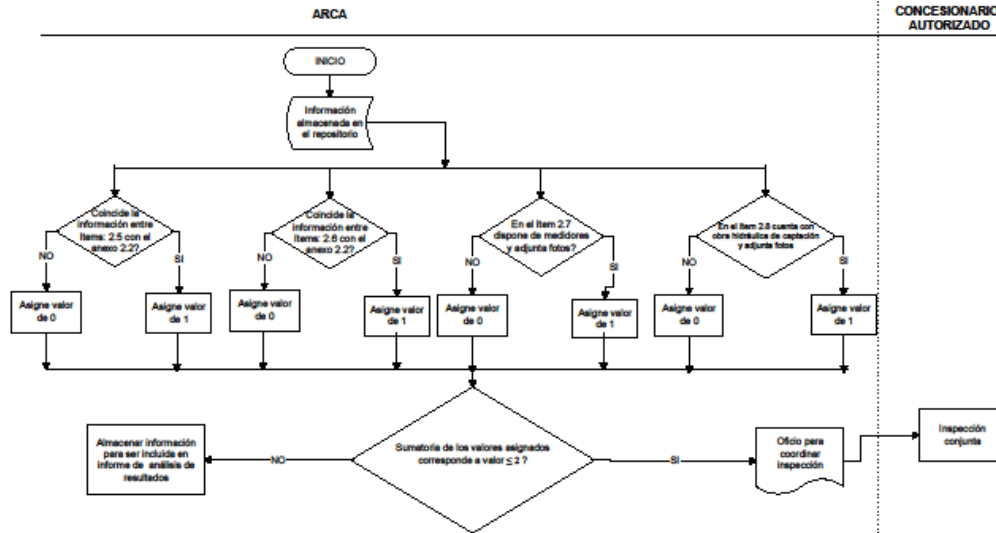 ARCA
CONCESIONARIO
AUTORIZADO
INICIO
Información
almacenada en
el repositorio
Coincide la
información entre
items: 2.5 con el
anexo 2.2?
NO
SI
Asigne valor
de 0
Asigne valor
de 1
Coincide la
información entre
items: 2.6 con el
anexo 2.2?
NO
SI
Asigne valor
de 0
Asigne valor
de 1
En el item 2.7
dispone de medidores
y adjunta fotos?
NO
SI
Asigne valor
de 0
Asigne valor
de 1
En el item 2.8 cuenta con
obra hidráulica de captación
y adjunta fotos
NO
SI
Asigne valor
de 0
Asigne valor
de 1
Sumatoria de los valores asignados
corresponde a valor ≤ 2 ?
NO
SI
Almacenar información
para ser incluida en
informe de análisis de
resultados
Oficio para
coordinar
inspección
Inspección
conjunta